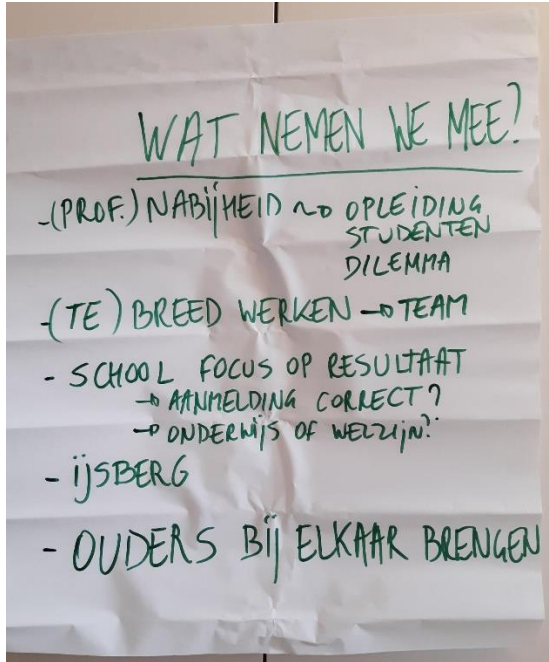 WAT NEMEN WE MEE?
-(PROF.) NABIJHEID ~> OPLEIDING
STUDENTEN
DILEMMA
-(TE) BREED WERKEN -> TEAM
- SCHOOL FOCUS OP RESULTAAT
-> AANMELDING CORRECT?
-> ONDERWIJS OF WELZIJN?
- IJSBERG
- OUDERS BIJ ELKAAR BRENGEN